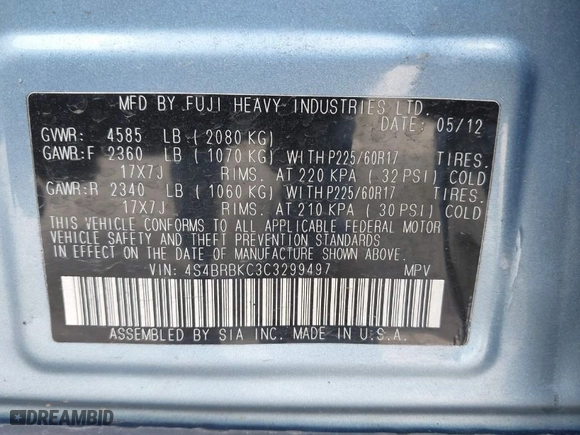 MFD BY FUJI HEAVY INDUSTRIES LTD.
DATE: 05/12
GVWR: 4585 LB (2080 KG)
GAWR:F 2360 LB (1070 KG) WITH P225/60R17 TIRES.
17X7J RIMS. AT 220 KPA (32 PSI) COLD
GAWR:R 2340 LB (1060 KG) WITH P225/60R17 TIRES.
17X7J RIMS. AT 210 KPA (30 PSI) COLD
THIS VEHICLE CONFORMS TO ALL APPLICABLE FEDERAL MOTOR
VEHICLE SAFETY AND THEFT PREVENTION STANDARDS
IN EFFECT ON THE DATE OF MANUFACTURE SHOWN ABOVE.
VIN: 4S4BRBKC3C3299497 MPV
ASSEMBLED BY SIA INC. MADE IN U.S.A.
DREAMBID